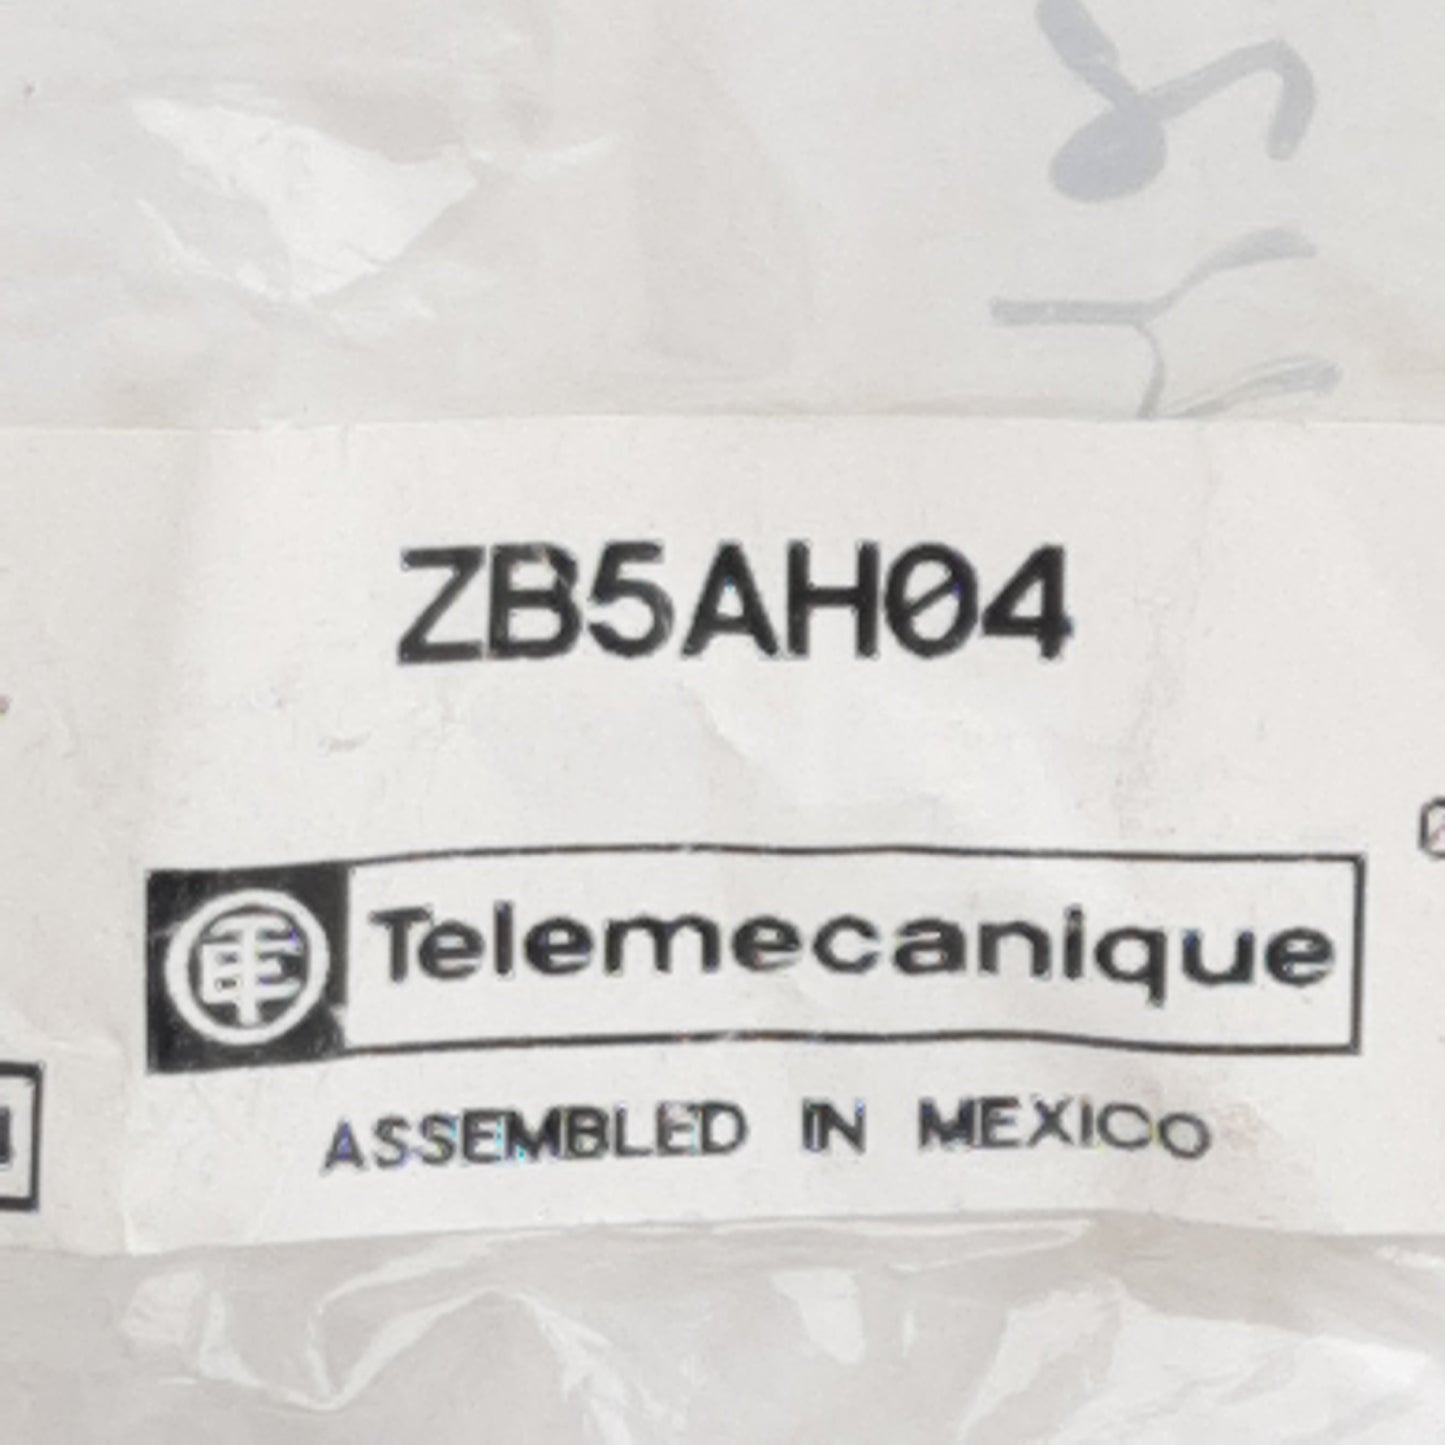 ZB5AH04
Telemecanique
ASSEMBLED IN MEXICO